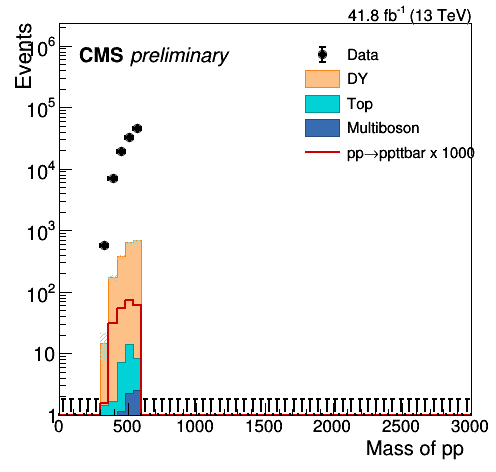 41.8 fb⁻¹ (13 TeV)
Events
CMS preliminary
Data
DY
Top
Multiboson
pp→ppttbar x 1000
10⁶
10⁵
10⁴
10³
10²
10
1
0 500 1000 1500 2000 2500 3000
Mass of pp